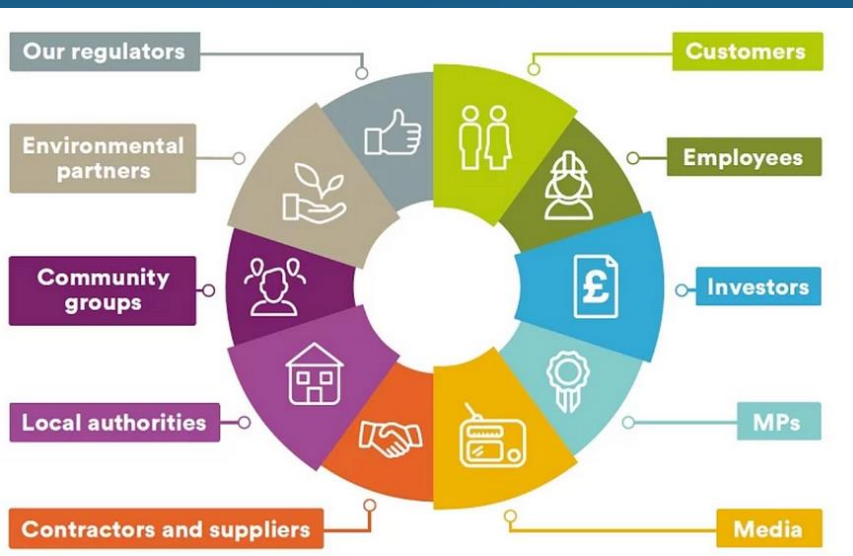 Our regulators
Customers
Environmental
partners
Employees
Community
groups
£
Investors
Local authorities
MPs
Contractors and suppliers
Media